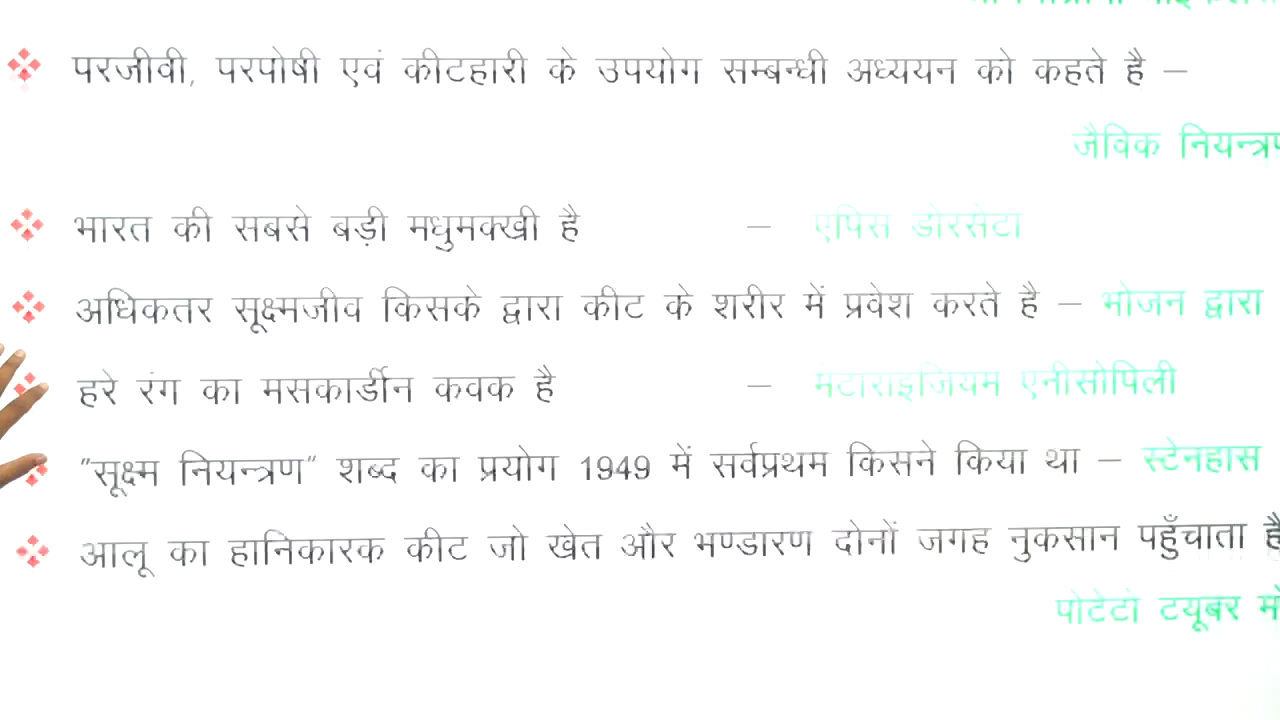 परजीवी, परपोषी एवं कीटहारी के उपयोग सम्बन्धी अध्ययन को कहते है –
जैविक
भारत की सबसे बड़ी मधुमक्खी है – एपिस डोरसेटा
अधिकतर सूक्ष्मजीव किसके द्वारा कीट के शरीर में प्रवेश करते है – भोजन द्वारा
हरे रंग का मसकार्डीन कवक है – मेटाराइजियम एनीसोपिली
"सूक्ष्म नियन्त्रण" शब्द का प्रयोग 1949 में सर्वप्रथम किसने किया था – स्टेनहास
आलू का हानिकारक कीट जो खेत और भण्डारण दोनों जगह नुकसान पहुँचाता है
पोटेटो टयूबर